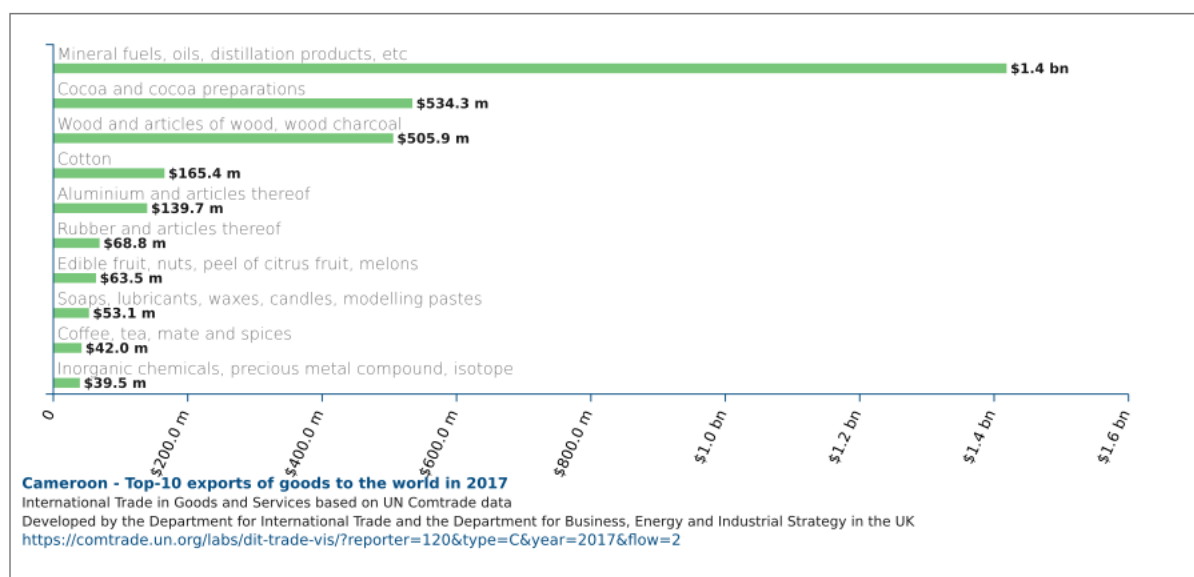 Mineral fuels, oils, distillation products, etc
$1.4 bn
Cocoa and cocoa preparations
$534.3 m
Wood and articles of wood, wood charcoal
$505.9 m
Cotton
$165.4 m
Aluminium and articles thereof
$139.7 m
Rubber and articles thereof
$68.8 m
Edible fruit, nuts, peel of citrus fruit, melons
$63.5 m
Soaps, lubricants, waxes, candles, modelling pastes
$53.1 m
Coffee, tea, mate and spices
$42.0 m
Inorganic chemicals, precious metal compound, isotope
$39.5 m
0
$200.0 m
$400.0 m
$600.0 m
$800.0 m
$1.0 bn
$1.2 bn
$1.4 bn
$1.6 bn
Cameroon - Top-10 exports of goods to the world in 2017
International Trade in Goods and Services based on UN Comtrade data
Developed by the Department for International Trade and the Department for Business, Energy and Industrial Strategy in the UK
https://comtrade.un.org/labs/dit-trade-vis/?reporter=120&type=C&year=2017&flow=2